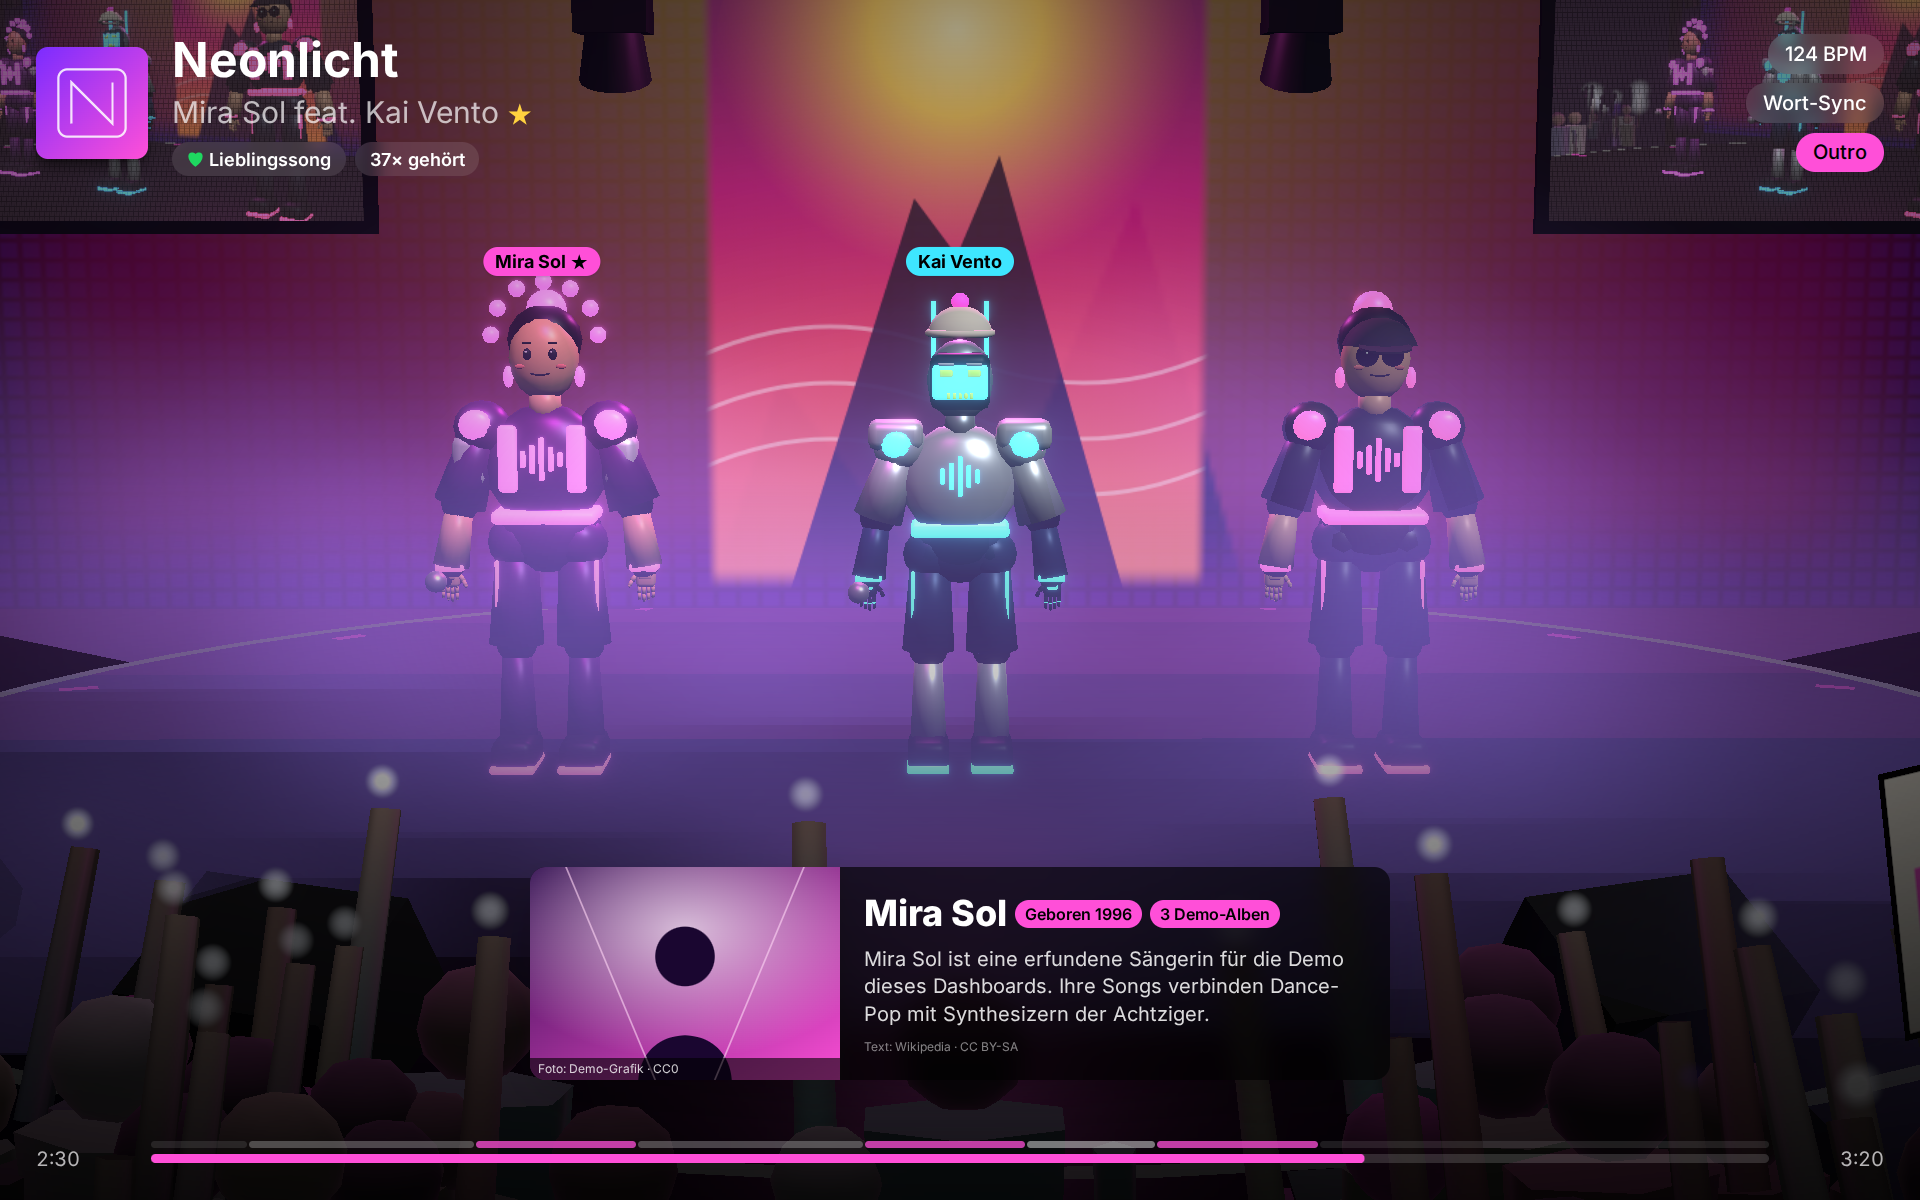 N
Neonlicht
Mira Sol feat. Kai Vento ★
Lieblingssong
37× gehört
124 BPM
Wort-Sync
Outro
Mira Sol ★
Kai Vento
Mira Sol
Geboren 1996
3 Demo-Alben
Mira Sol ist eine erfundene Sängerin für die Demo
dieses Dashboards. Ihre Songs verbinden Dance-
Pop mit Synthesizern der Achtziger.
Text: Wikipedia · CC BY-SA
Foto: Demo-Grafik · CC0
2:30
3:20